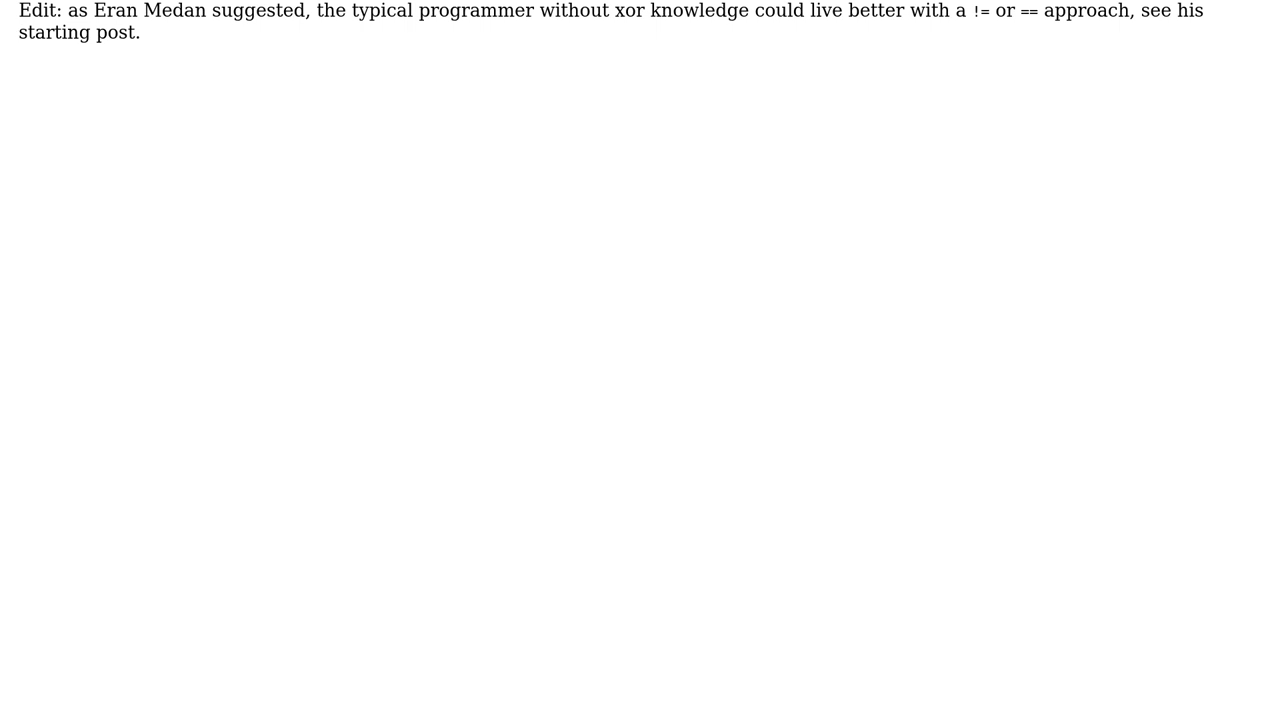 Edit: as Eran Medan suggested, the typical programmer without xor knowledge could live better with a != or == approach, see his
starting post.